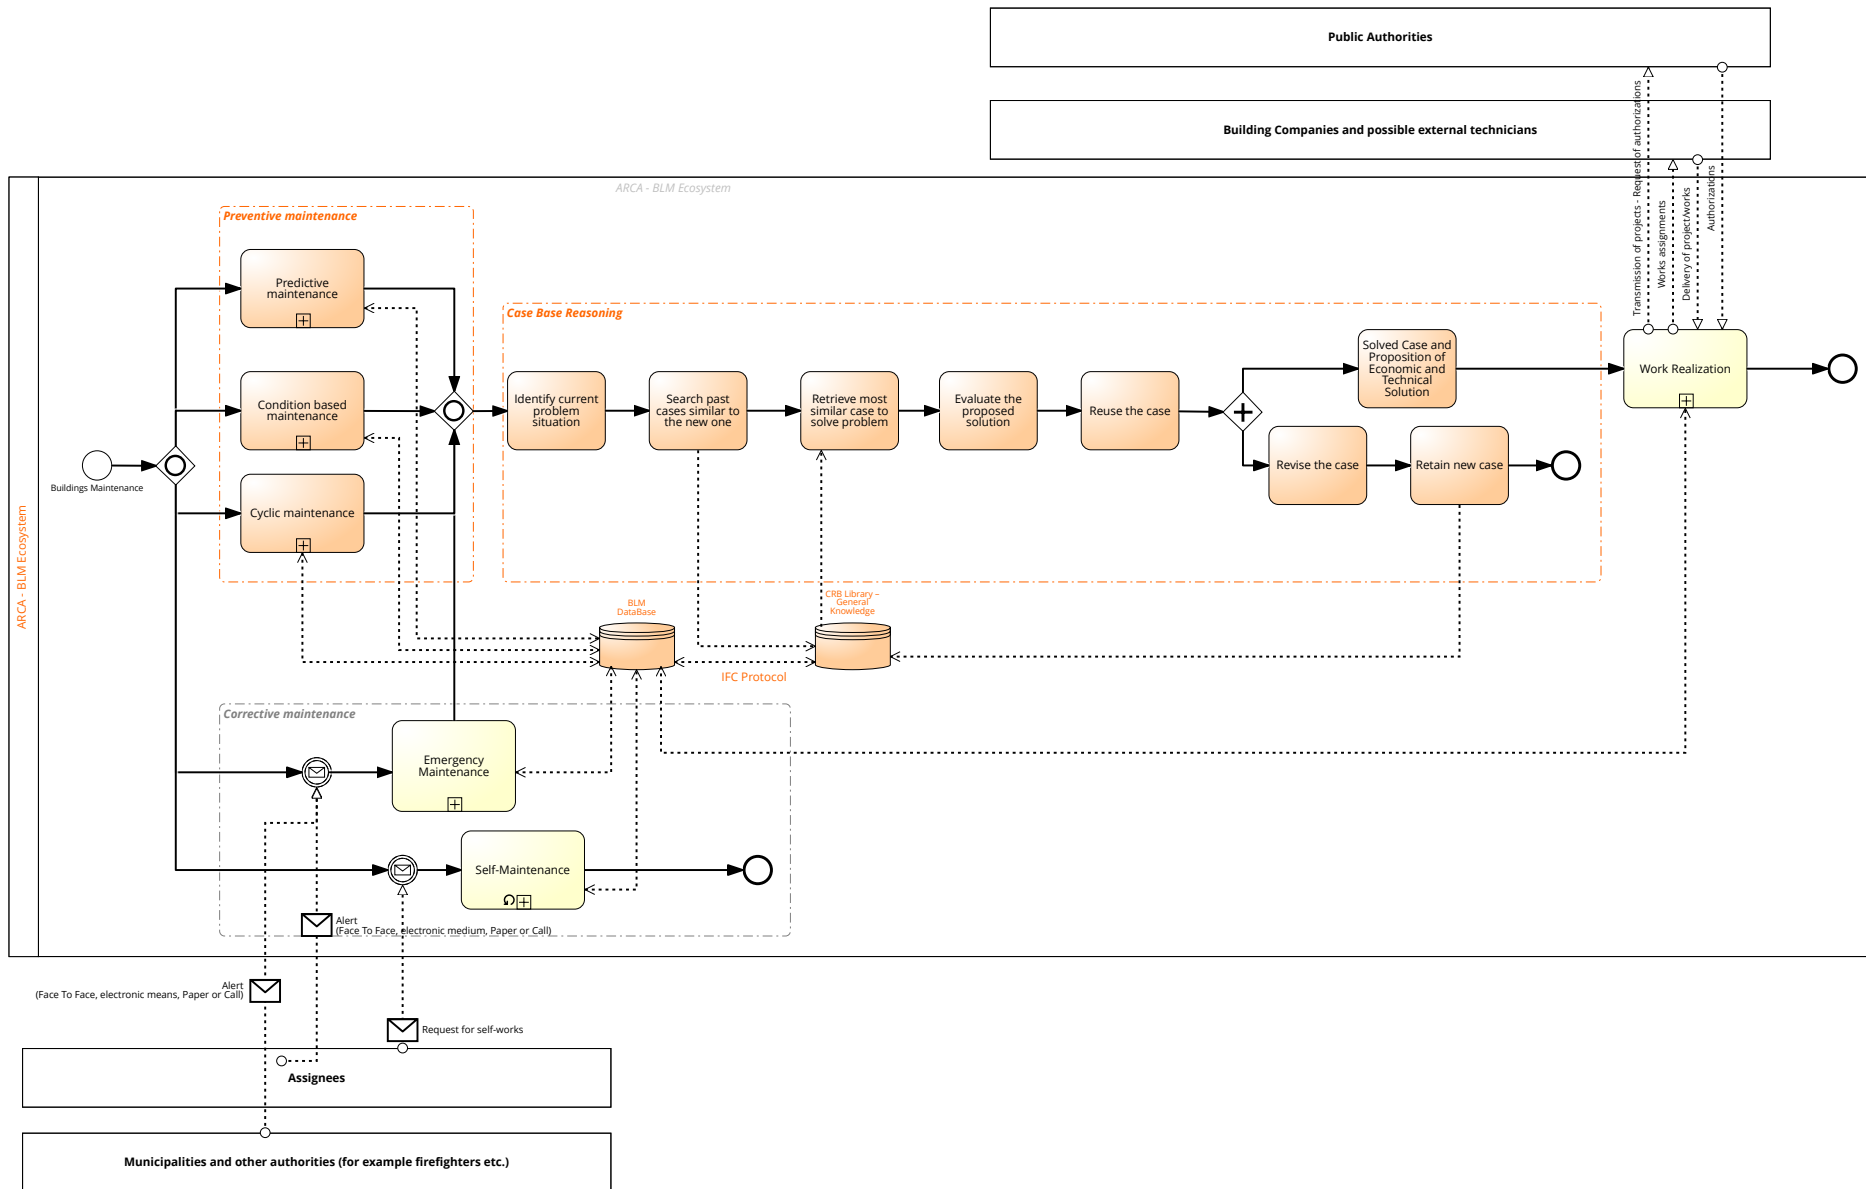 Public Authorities
Building Companies and possible external technicians
Transmission of projects - Request of authorizations
Works assignments
Delivery of project/works
Authorizations
ARCA - BLM Ecosystem
ARCA - BLM Ecosystem
Preventive maintenance
Predictive
maintenance
Condition based
maintenance
Cyclic maintenance
Buildings Maintenance
Case Base Reasoning
Identify current
problem
situation
Search past
cases similar to
the new one
Retrieve most
similar case to
solve problem
Evaluate the
proposed
solution
Reuse the case
Solved Case and
Proposition of
Economic and
Technical
Solution
Revise the case
Retain new case
Work Realization
BLM
DataBase
CRB Library –
General
Knowledge
IFC Protocol
Corrective maintenance
Emergency
Maintenance
Self-Maintenance
Alert
(Face To Face, electronic medium, Paper or Call)
Alert
(Face To Face, electronic means, Paper or Call)
Request for self-works
Assignees
Municipalities and other authorities (for example firefighters etc.)